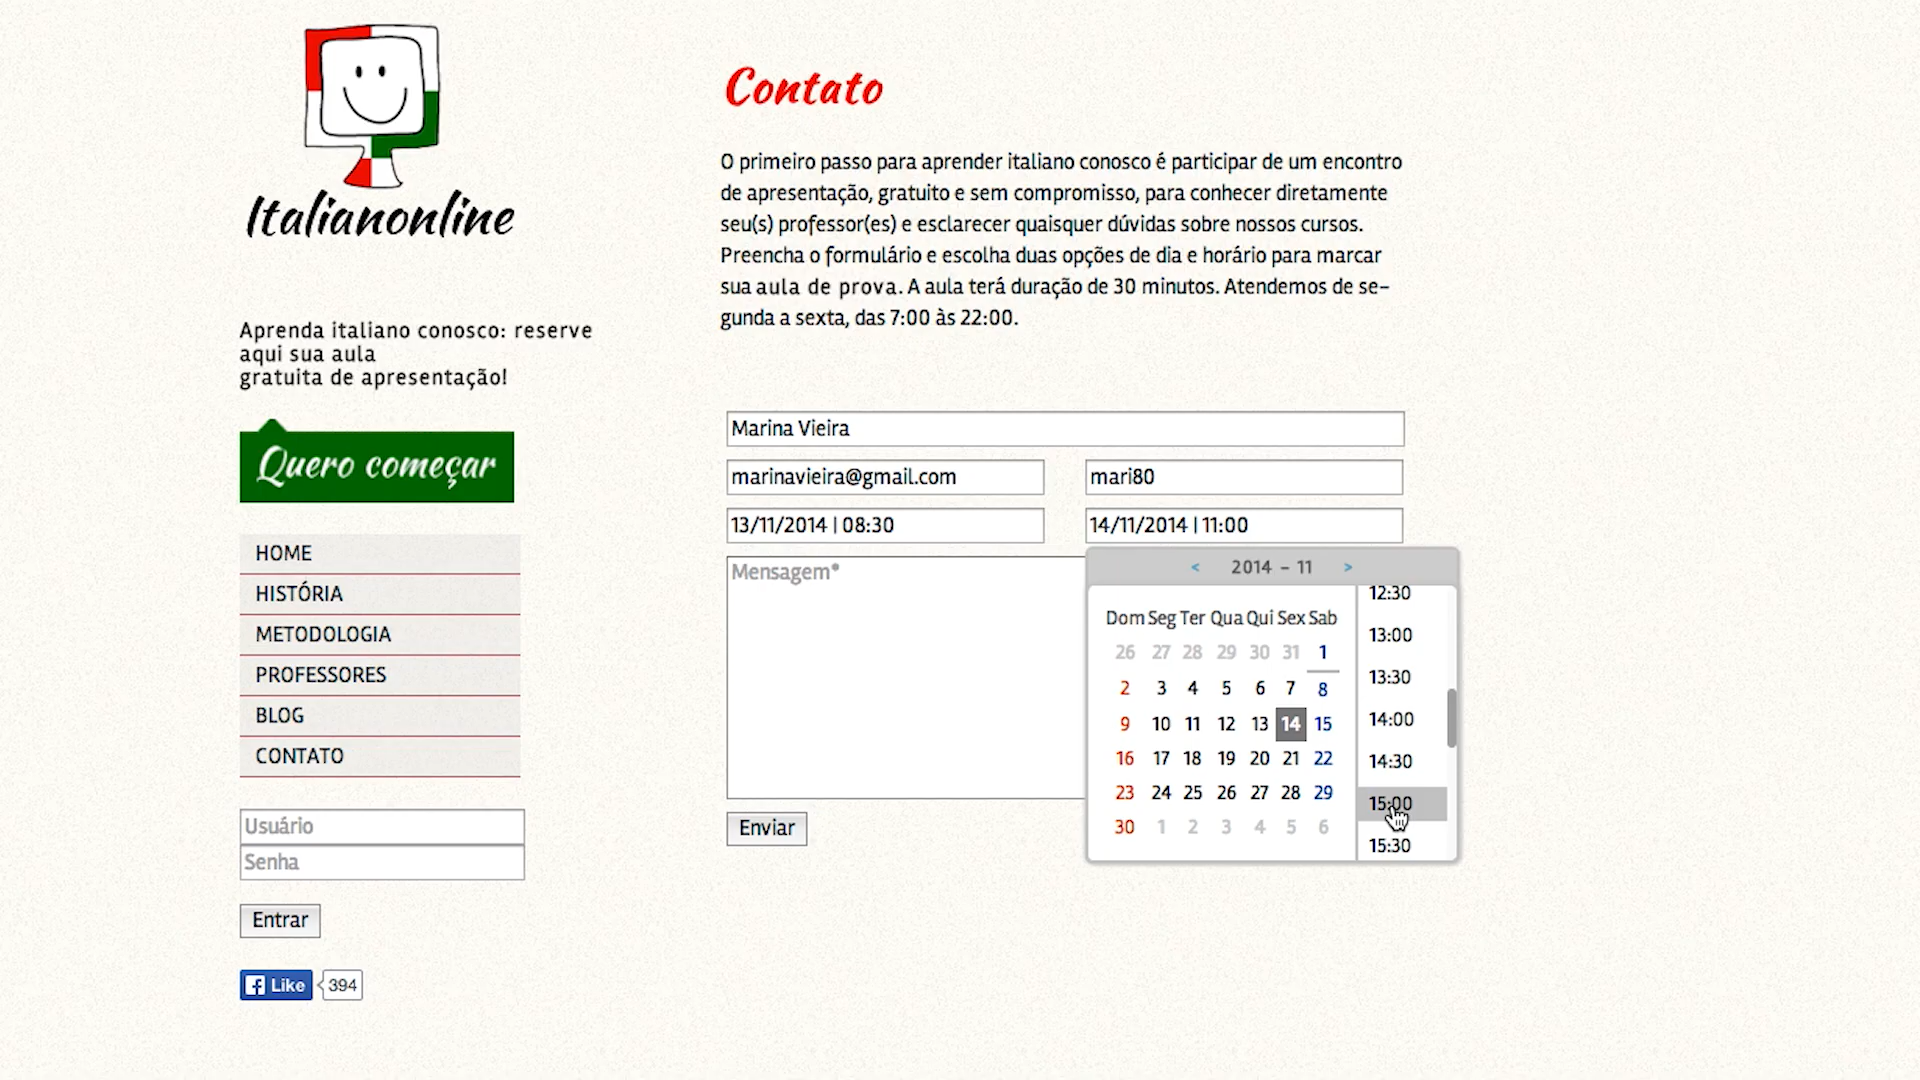 Italianonline
Aprenda italiano conosco: reserve
aqui sua aula
gratuita de apresentação!
Quero começar
HOME
HISTÓRIA
METODOLOGIA
PROFESSORES
BLOG
CONTATO
Usuário
Senha
Entrar
Like 394
Contato
O primeiro passo para aprender italiano conosco é participar de um encontro
de apresentação, gratuito e sem compromisso, para conhecer diretamente
seu(s) professor(es) e esclarecer quaisquer dúvidas sobre nossos cursos.
Preencha o formulário e escolha duas opções de dia e horário para marcar
sua aula de prova. A aula terá duração de 30 minutos. Atendemos de se-
gunda a sexta, das 7:00 às 22:00.
Marina Vieira
marinavieira@gmail.com mari80
13/11/2014 | 08:30 14/11/2014 | 11:00
Mensagem*
Enviar
< 2014 - 11 >
Dom Seg Ter Qua Qui Sex Sab
26 27 28 29 30 31 1
2 3 4 5 6 7 8
9 10 11 12 13 14 15
16 17 18 19 20 21 22
23 24 25 26 27 28 29
30 1 2 3 4 5 6
12:30
13:00
13:30
14:00
14:30
15:00
15:30